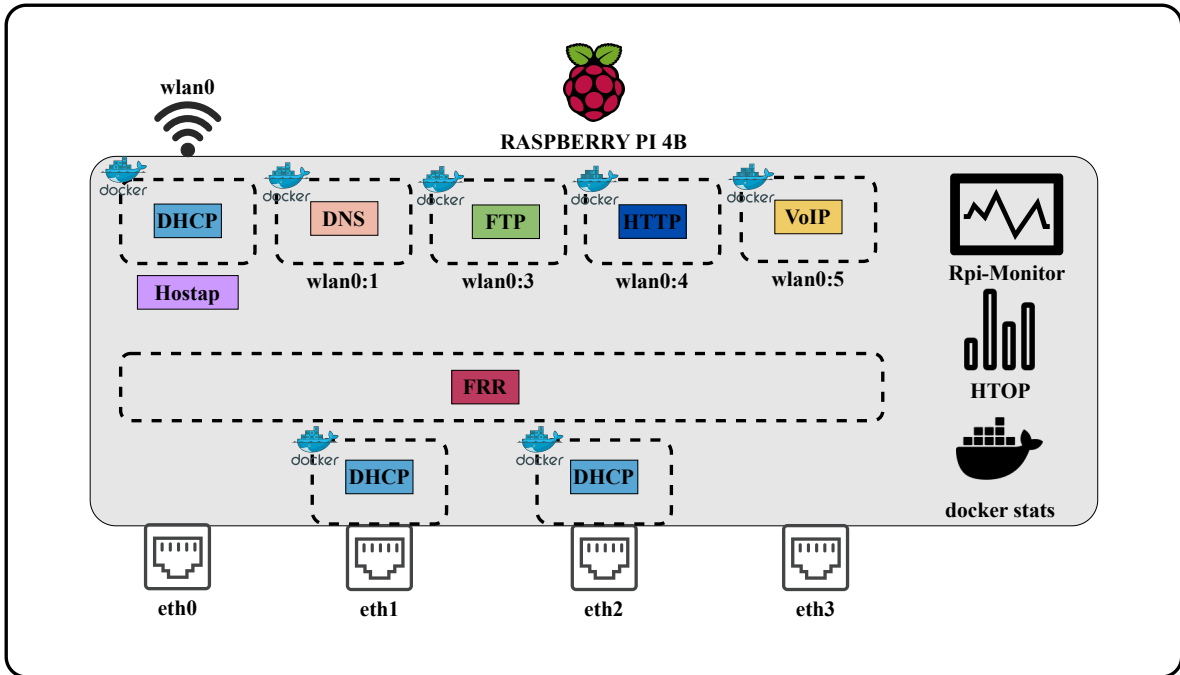 wlan0
RASPBERRY PI 4B
docker
docker
docker
docker
docker
DHCP
DNS
FTP
HTTP
VoIP
wlan0:1
wlan0:3
wlan0:4
wlan0:5
Hostap
Rpi-Monitor
FRR
HTOP
docker
docker
DHCP
DHCP
docker stats
eth0
eth1
eth2
eth3